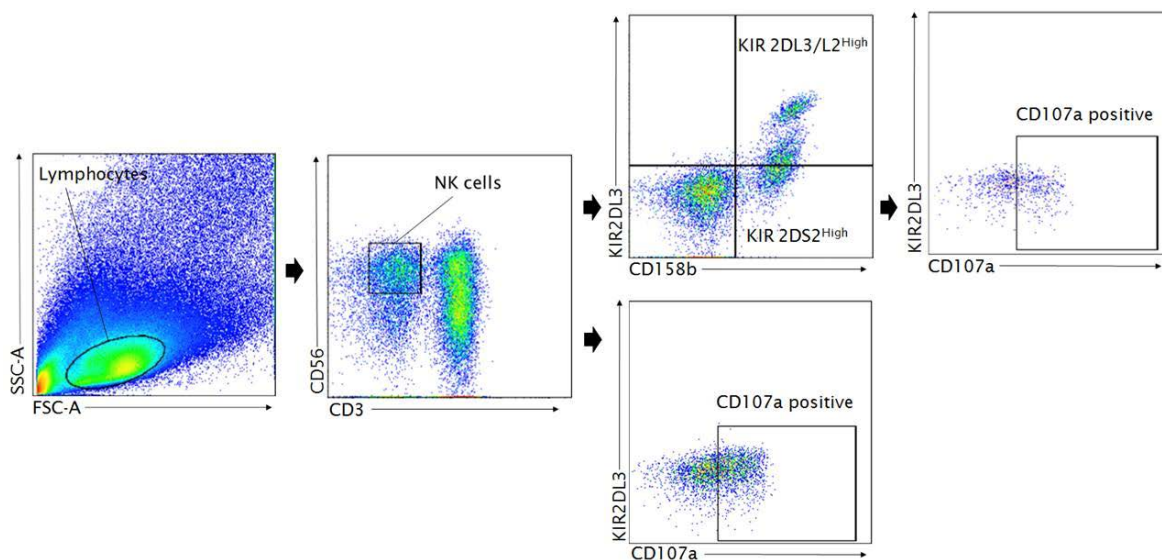 Lymphocytes
SSC-A
FSC-A
NK cells
CD56
CD3
KIR 2DL3/L2High
KIR 2DS2High
KIR2DL3
CD158b
CD107a positive
KIR2DL3
CD107a
CD107a positive
KIR2DL3
CD107a